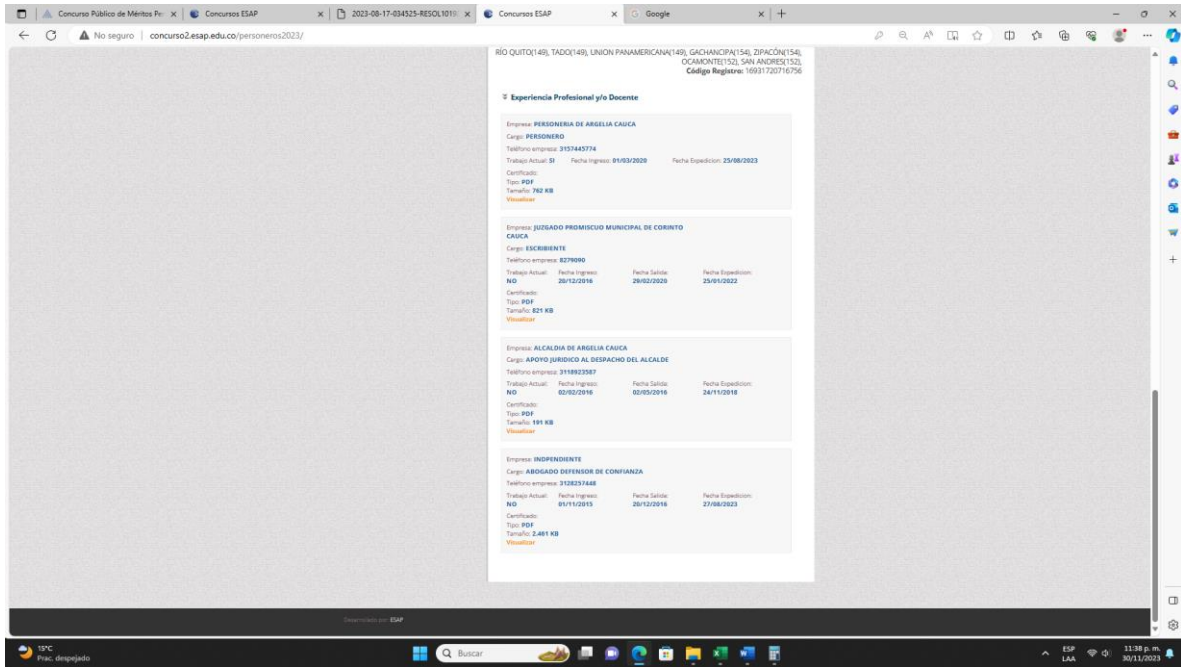 Concurso Público de Méritos Per
Concursos ESAP
2023-08-17-034525-RESOL1019
Concursos ESAP
Google
No seguro | concurso2.esap.edu.co/personeros2023/
RÍO QUITO(149), TADO(149), UNION PANAMERICANA(149), GACHANCIPA(154), ZIPACÓN(154),
OCAMONTE(152), SAN ANDRES(152),
Código Registro: 16931720716756
Experiencia Profesional y/o Docente
Empresa: PERSONERIA DE ARGELIA CAUCA
Cargo: PERSONERO
Teléfono empresa: 3157445774
Trabajo Actual: SI Fecha Ingreso: 01/03/2020 Fecha Expedicion: 25/08/2023
Certificado:
Tipo: PDF
Tamaño: 762 KB
Visualizar
Empresa: JUZGADO PROMISCUO MUNICIPAL DE CORINTO
CAUCA
Cargo: ESCRIBIENTE
Teléfono empresa: 8279090
Trabajo Actual: Fecha Ingreso: Fecha Salida: Fecha Expedicion:
NO 20/12/2016 29/02/2020 25/01/2022
Certificado:
Tipo: PDF
Tamaño: 821 KB
Visualizar
Empresa: ALCALDIA DE ARGELIA CAUCA
Cargo: APOYO JURIDICO AL DESPACHO DEL ALCALDE
Teléfono empresa: 3118923587
Trabajo Actual: Fecha Ingreso: Fecha Salida: Fecha Expedicion:
NO 02/02/2016 02/05/2016 24/11/2018
Certificado:
Tipo: PDF
Tamaño: 191 KB
Visualizar
Empresa: INDPENDIENTE
Cargo: ABOGADO DEFENSOR DE CONFIANZA
Teléfono empresa: 3128257448
Trabajo Actual: Fecha Ingreso: Fecha Salida: Fecha Expedicion:
NO 01/11/2015 20/12/2016 27/08/2023
Certificado:
Tipo: PDF
Tamaño: 2.461 KB
Visualizar
Desarrollado por: ESAP
15°C
Prac. despejado
Buscar
ESP
LAA
11:38 p. m.
30/11/2023